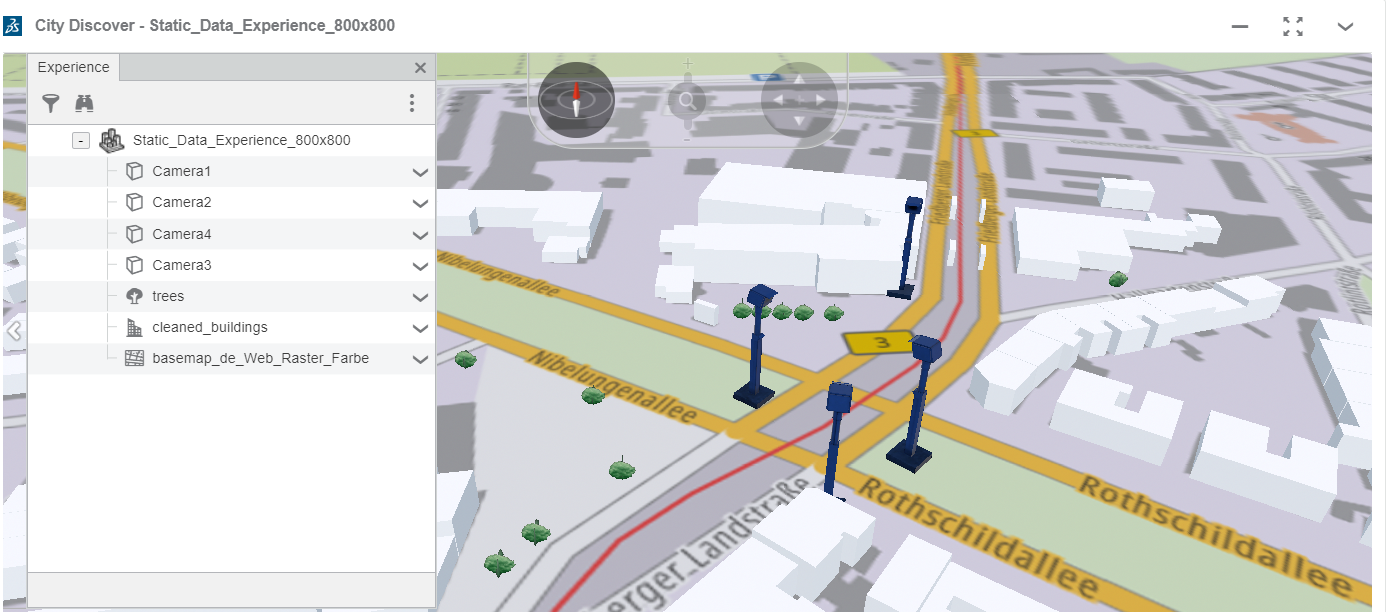 City Discover - Static_Data_Experience_800x800
Experience
Static_Data_Experience_800x800
Camera1
Camera2
Camera4
Camera3
trees
cleaned_buildings
basemap_de_Web_Raster_Farbe
Nibelungenallee
3
Nibelungenallee
Rothschildallee
Rothschildallee
erger Landstraße